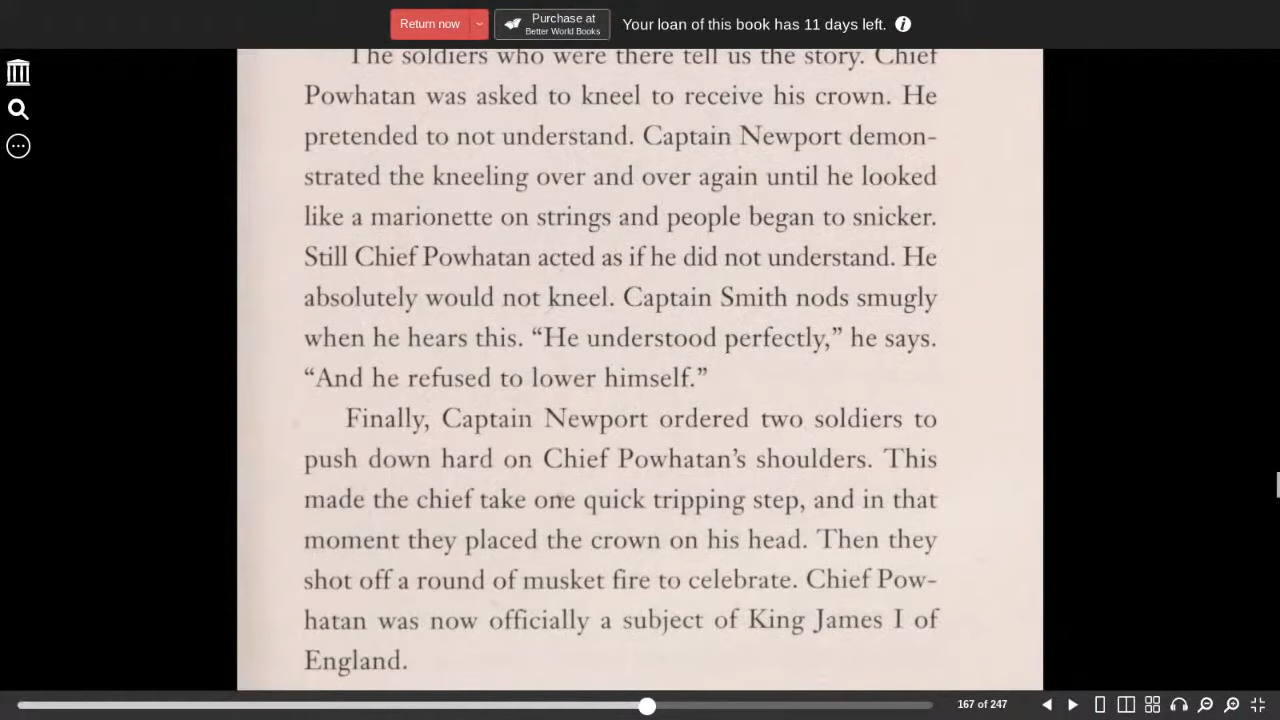 Return now
Purchase at
Better World Books
Your loan of this book has 11 days left.
The soldiers who were there tell us the story. Chief
Powhatan was asked to kneel to receive his crown. He
pretended to not understand. Captain Newport demon-
strated the kneeling over and over again until he looked
like a marionette on strings and people began to snicker.
Still Chief Powhatan acted as if he did not understand. He
absolutely would not kneel. Captain Smith nods smugly
when he hears this. “He understood perfectly,” he says.
“And he refused to lower himself.”
Finally, Captain Newport ordered two soldiers to
push down hard on Chief Powhatan’s shoulders. This
made the chief take one quick tripping step, and in that
moment they placed the crown on his head. Then they
shot off a round of musket fire to celebrate. Chief Pow-
hatan was now officially a subject of King James I of
England.
167 of 247